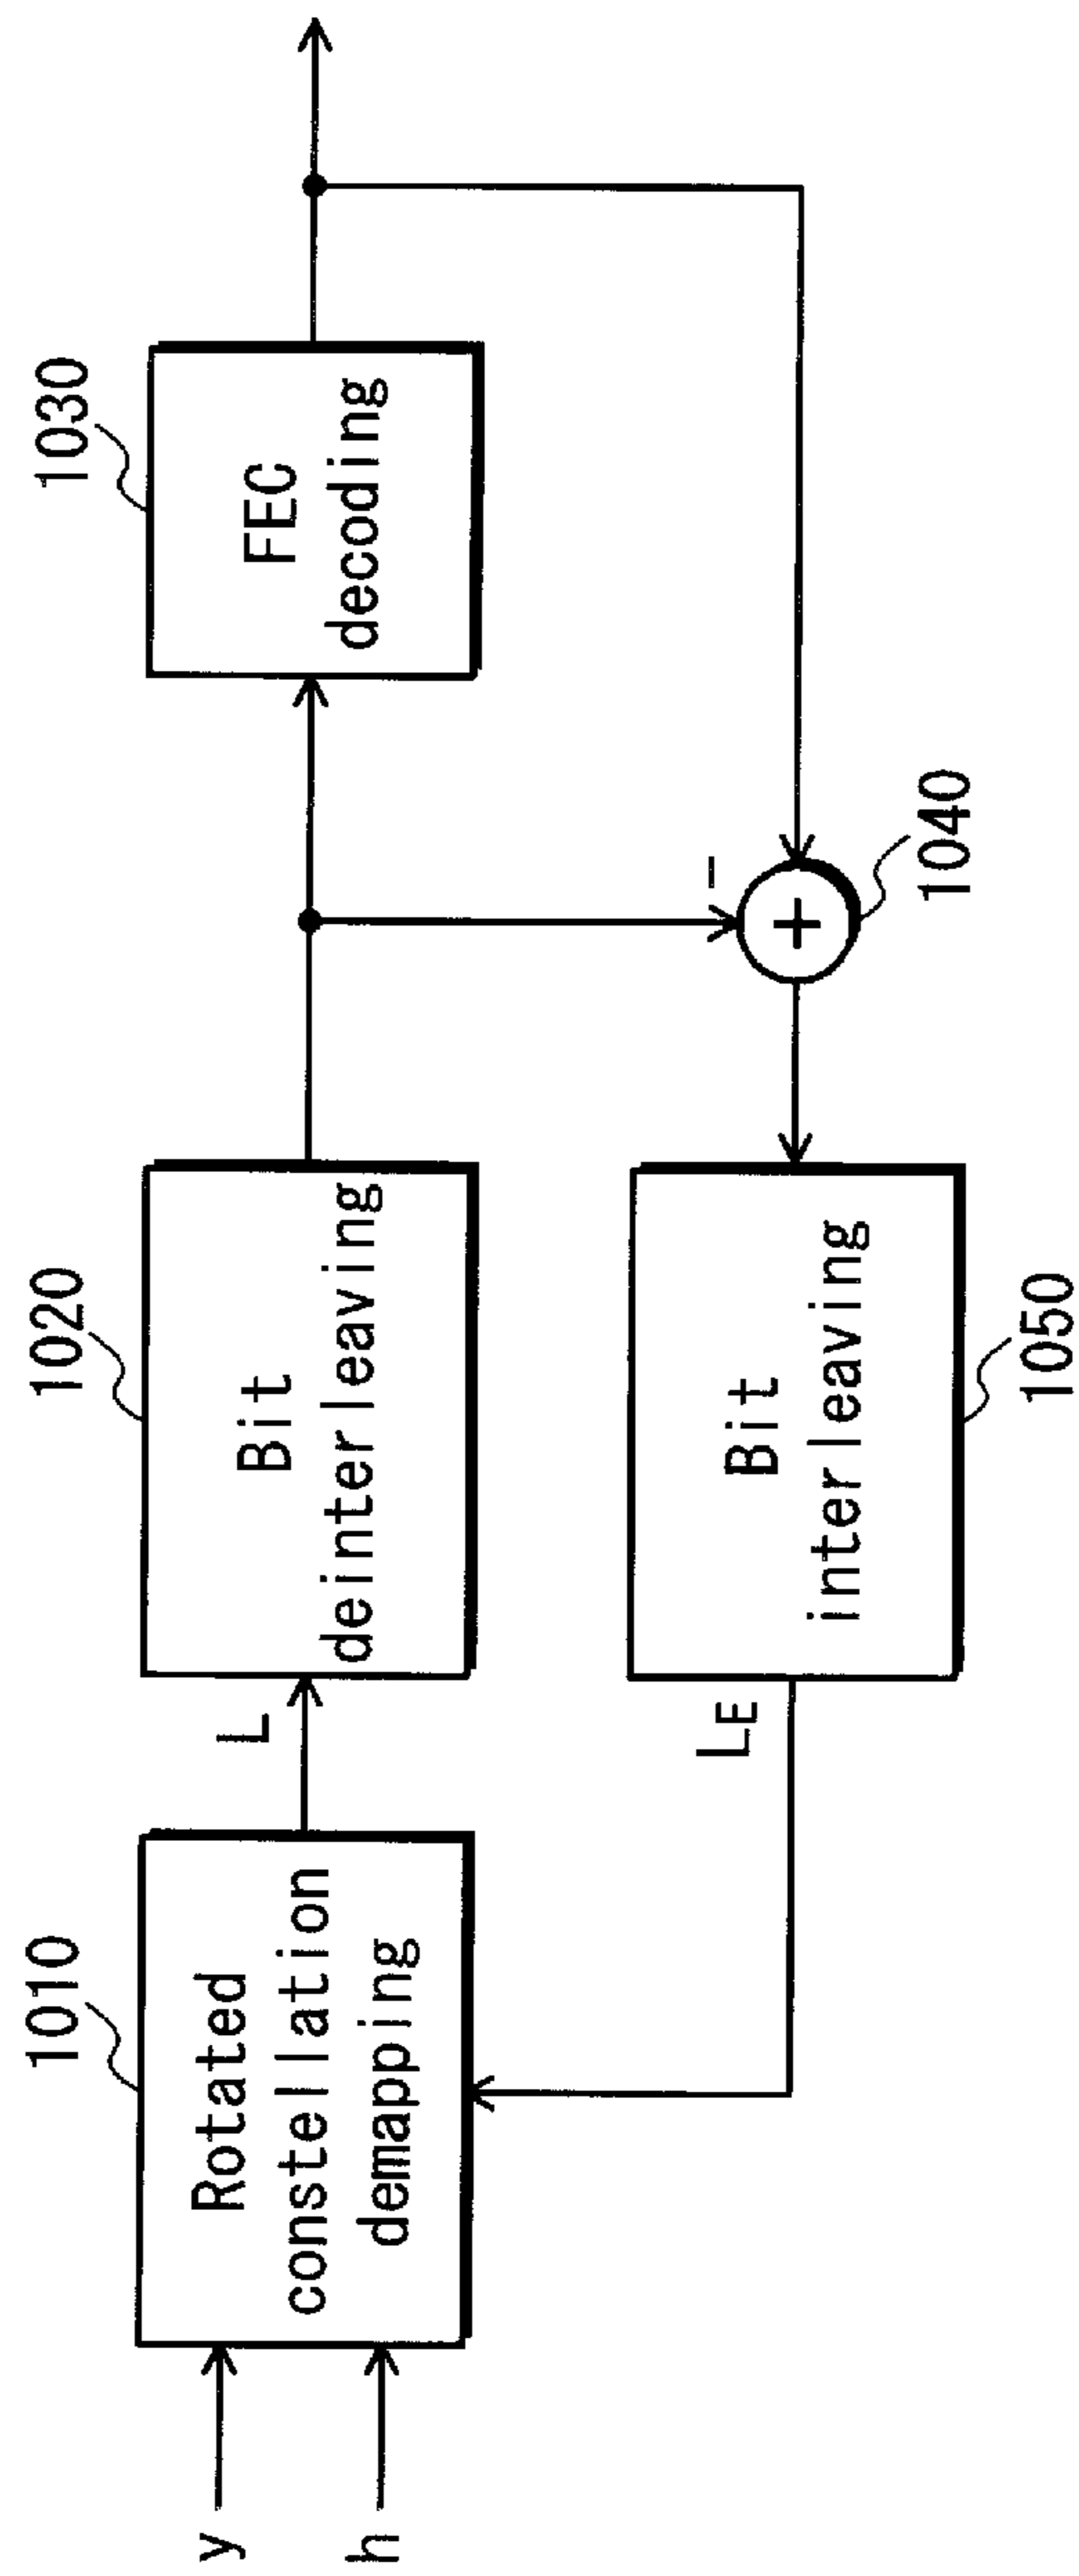 1010
1020
1030
y
h
Rotated
constellation
demapping
L
Bit
deinterleaving
FEC
decoding
-
+
1040
LE
Bit
interleaving
1050